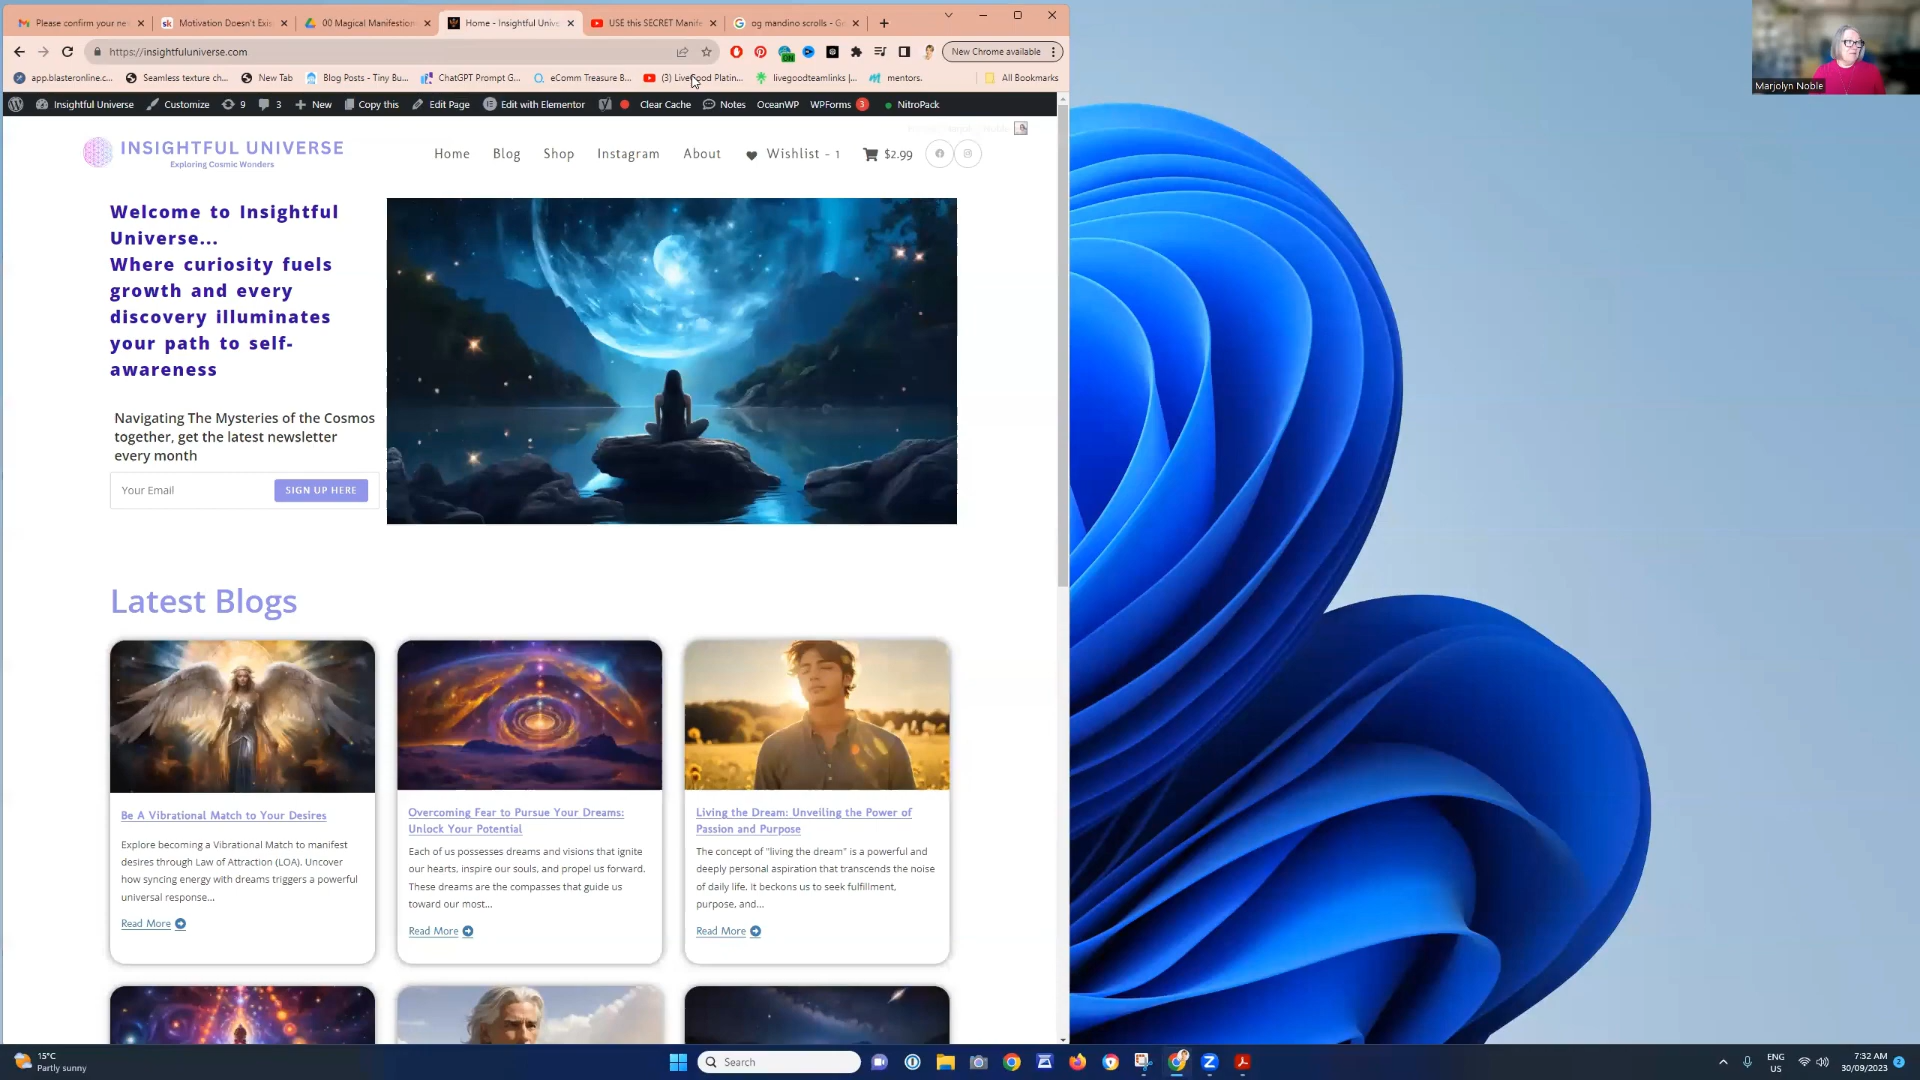 Please confirm your ne
Motivation Doesn't Exi
00 Magical Manifestion
Home - Insightful Unive
USE this SECRET Manife
og mandino scrolls - G
https://insightfuluniverse.com
New Chrome available
app.blasteronline.c...
Seamless textur ch...
New Tab
Blog Posts - Tiny Bu...
ChatGPT Prompt G...
eComm Treasure B...
(3) LiveGood Platin...
livegoodteamlinks |...
mentors.
All Bookmarks
Insightful Universe
Customize
9
3
New
Copy this
Edit Page
Edit with Elementor
Clear Cache
Notes
OceanWP
WPForms 3
NitroPack
INSIGHTFUL UNIVERSE
Exploring Cosmic Wonders
Home
Blog
Shop
Instagram
About
Wishlist - 1
$2.99
Welcome to Insightful
Universe...
Where curiosity fuels
growth and every
discovery illuminates
your path to self-
awareness
Navigating The Mysteries of the Cosmos
together, get the latest newsletter
every month
Your Email
SIGN UP HERE
Latest Blogs
Be A Vibrational Match to Your Desires
Explore becoming a Vibrational Match to manifest
desires through Law of Attraction (LOA). Uncover
how syncing energy with dreams triggers a powerful
universal response...
Read More
Overcoming Fear to Pursue Your Dreams:
Unlock Your Potential
Each of us possesses dreams and visions that ignite
our hearts, inspire our souls, and propel us forward.
These dreams are the compasses that guide us
toward our most...
Read More
Living the Dream: Unveiling the Power of
Passion and Purpose
The concept of "living the dream" is a powerful and
deeply personal aspiration that transcends the noise
of daily life. It beckons us to seek fulfillment,
purpose, and...
Read More
Marjolyn Noble
15°C
Partly sunny
Search
ENG
US
7:32 AM
30/09/2023
2